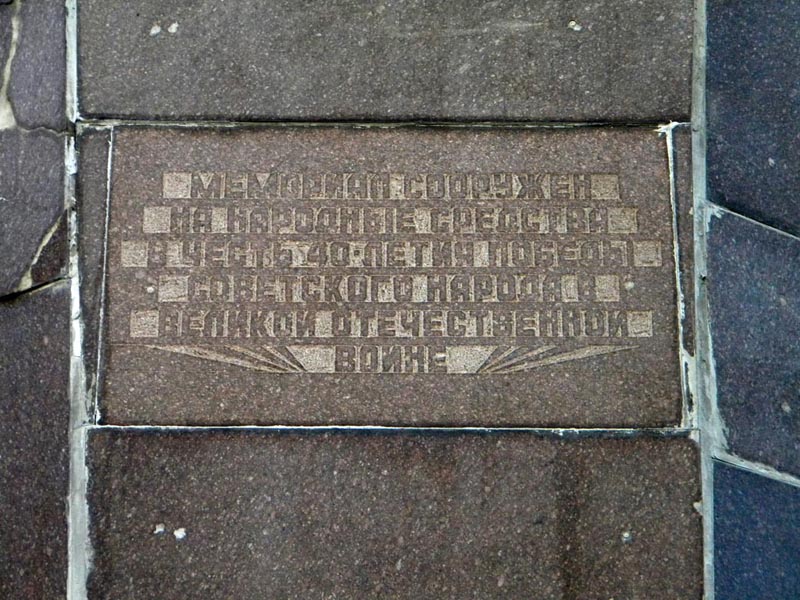 МЕМОРИАЛ СООРУЖЕН
НА НАРОДНЫЕ СРЕДСТВА
В ЧЕСТЬ 40-ЛЕТИЯ ПОБЕДЫ
СОВЕТСКОГО НАРОДА В
ВЕЛИКОЙ ОТЕЧЕСТВЕННОЙ
ВОЙНЕ